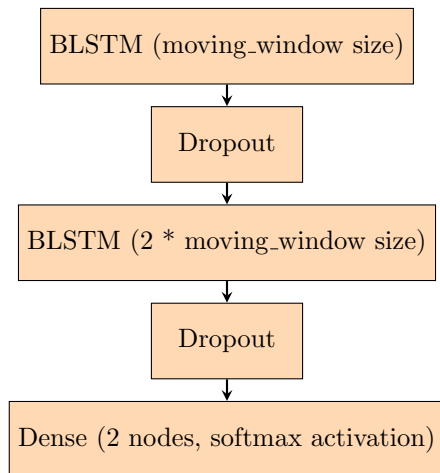 BLSTM (moving_window size)
Dropout
BLSTM (2 * moving_window size)
Dropout
Dense (2 nodes, softmax activation)